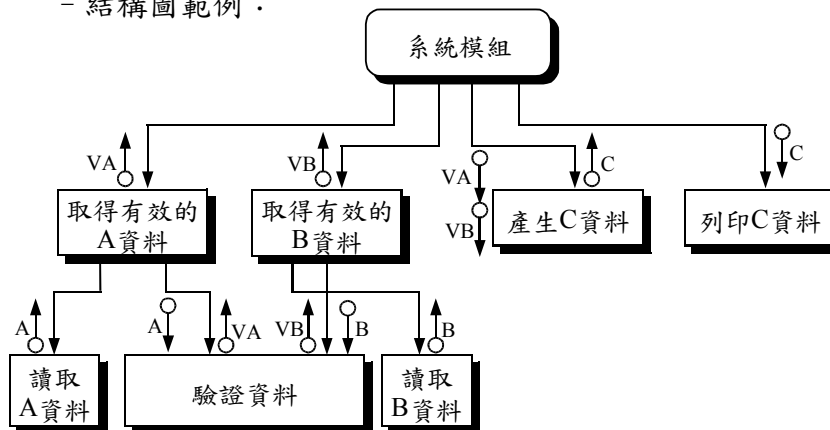 - 結構圖範例：
系統模組
VA
VB
VA
VB
C
C
取得有效的
A資料
取得有效的
B資料
產生C資料
列印C資料
A
A
VA
VB
B
B
讀取
A資料
驗證資料
讀取
B資料